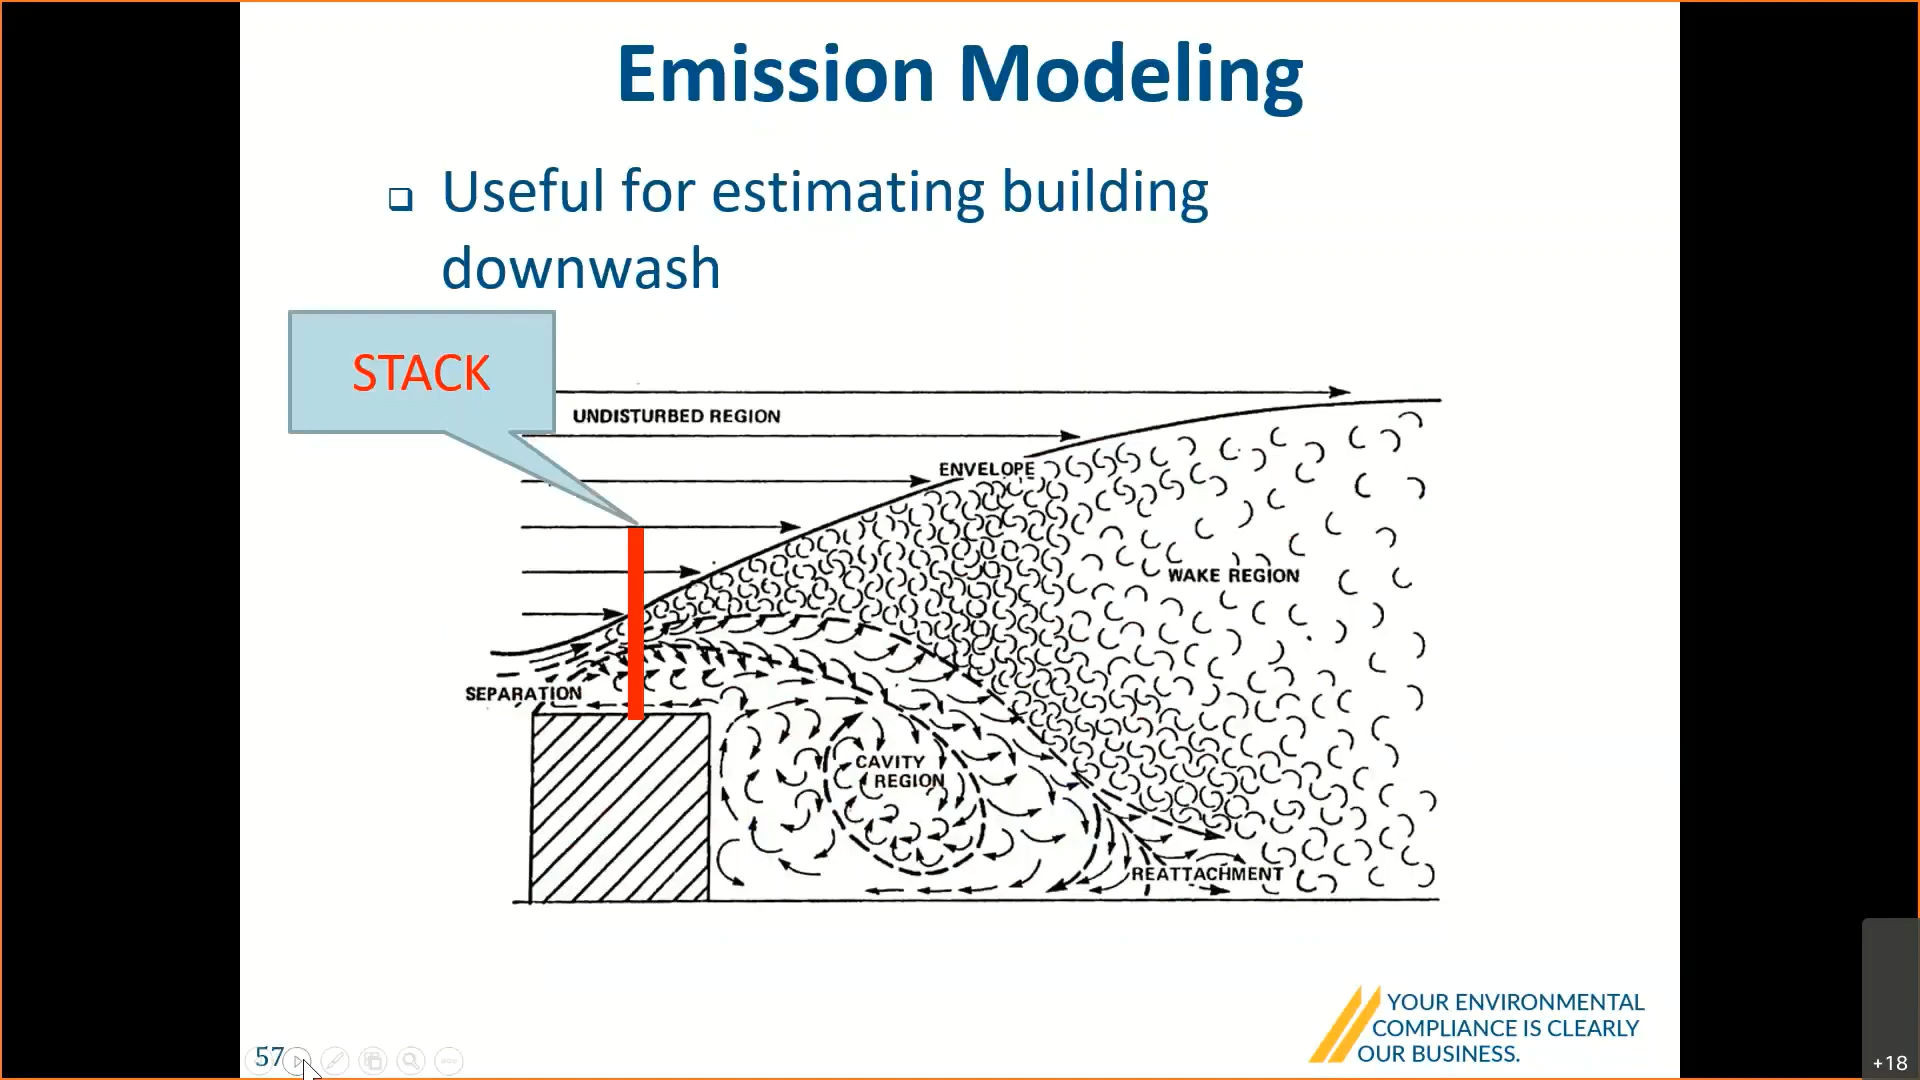 Emission Modeling
Useful for estimating building
downwash
STACK
UNDISTURBED REGION
ENVELOPE
WAKE REGION
SEPARATION
CAVITY
REGION
REATTACHMENT
YOUR ENVIRONMENTAL
COMPLIANCE IS CLEARLY
OUR BUSINESS.
57
+18